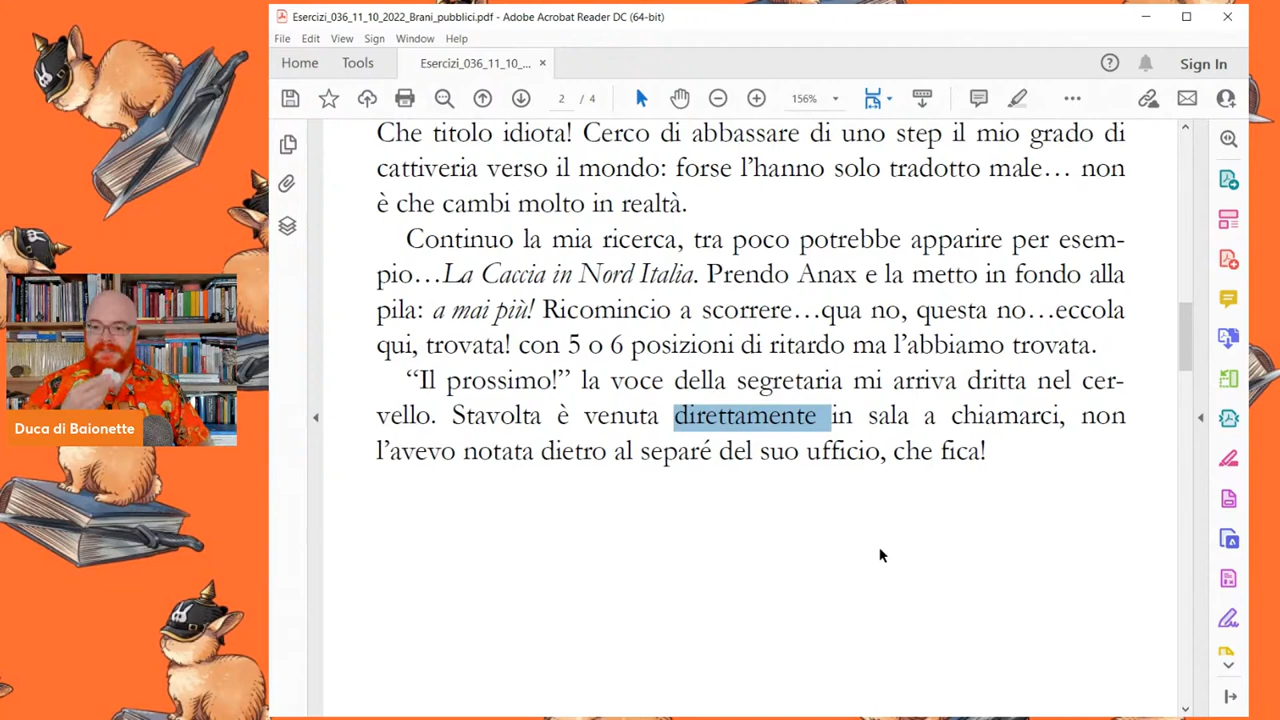 Esercizi_036_11_10_2022_Brani_pubblici.pdf - Adobe Acrobat Reader DC (64-bit)
File Edit View Sign Window Help
Home Tools Esercizi_036_11_10_... × Sign In
2 / 4 156%
Che titolo idiota! Cerco di abbassare di uno step il mio grado di
cattiveria verso il mondo: forse l’hanno solo tradotto male… non
è che cambi molto in realtà.
Continuo la mia ricerca, tra poco potrebbe apparire per esem-
pio…La Caccia in Nord Italia. Prendo Anax e la metto in fondo alla
pila: a mai più! Ricomincio a scorrere…qua no, questa no…eccola
qui, trovata! con 5 o 6 posizioni di ritardo ma l’abbiamo trovata.
“Il prossimo!” la voce della segretaria mi arriva dritta nel cer-
vello. Stavolta è venuta direttamente in sala a chiamarci, non
l’avevo notata dietro al separé del suo ufficio, che fica!
Duca di Baionette